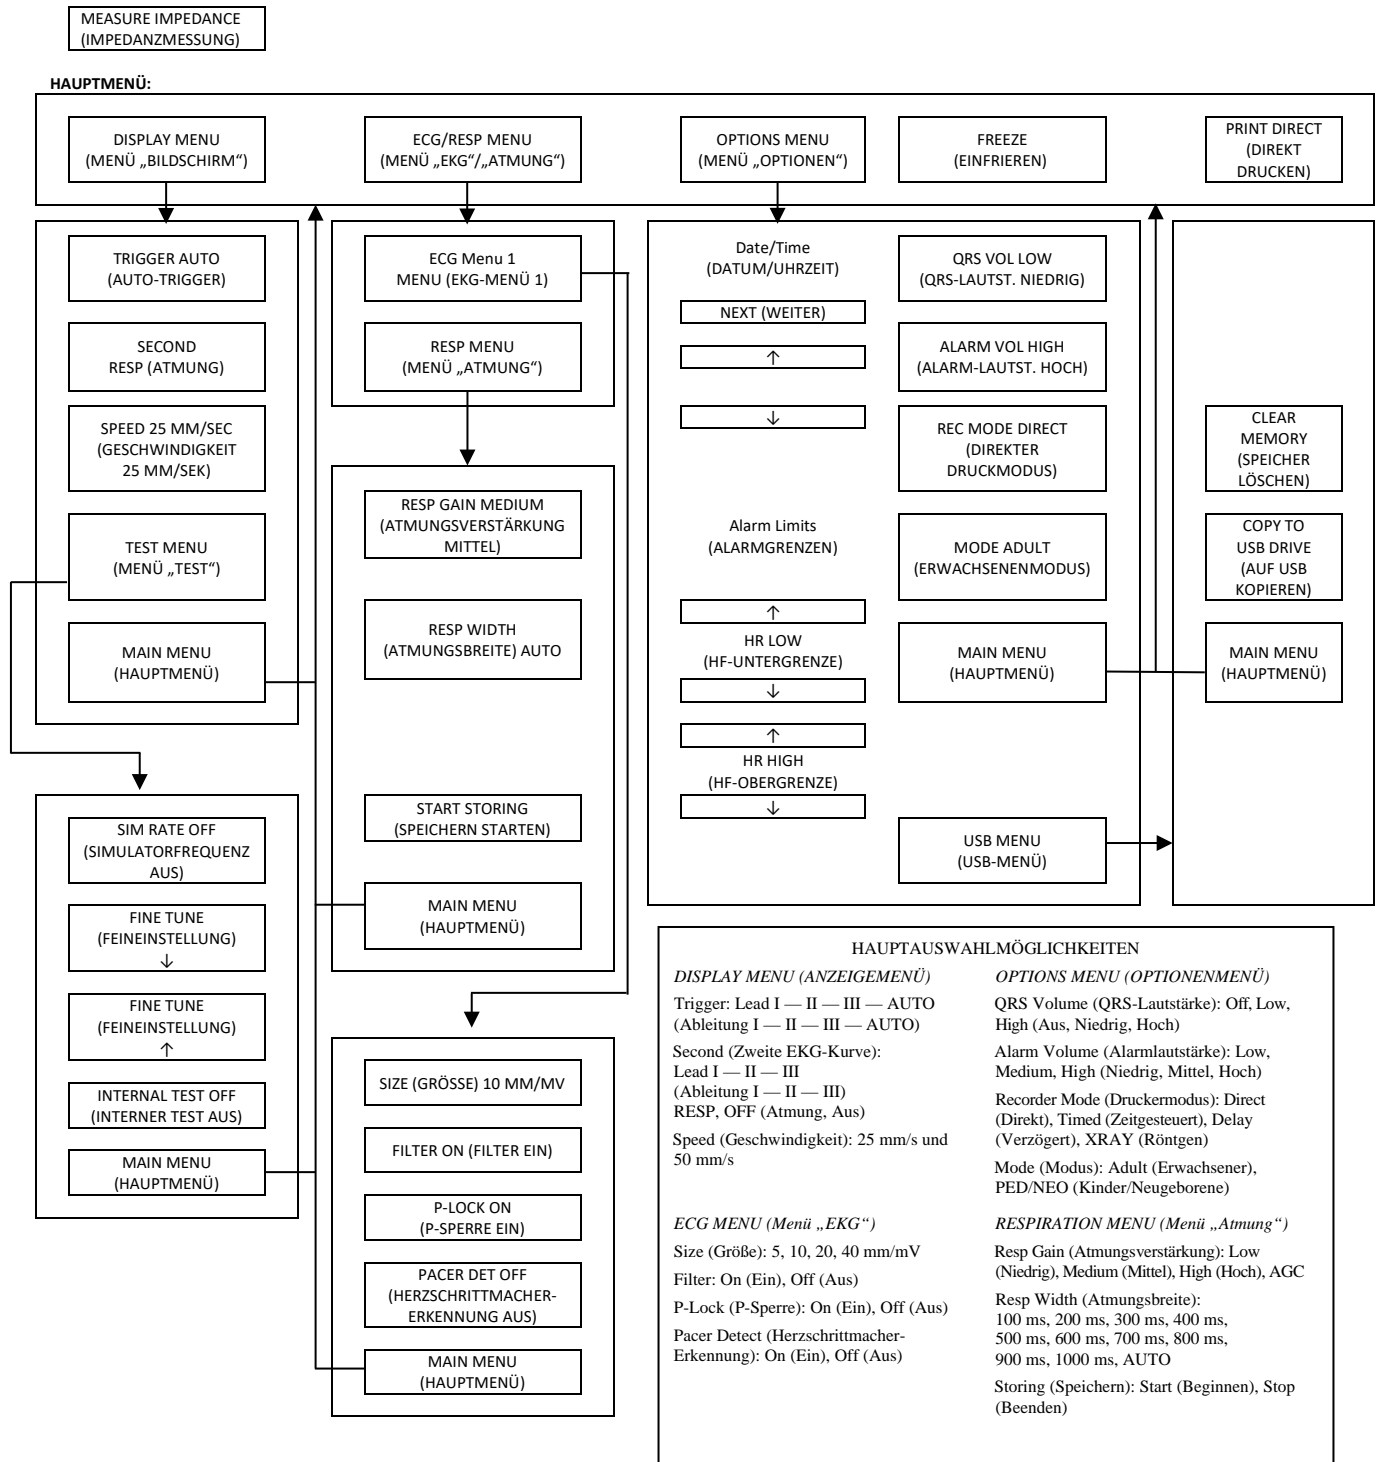 MEASURE IMPEDANCE
(IMPEDANZMESSUNG)
HAUPTMENÜ:
DISPLAY MENU
(MENÜ „BILDSCHIRM“)
ECG/RESP MENU
(MENÜ „EKG“/„ATMUNG“)
OPTIONS MENU
(MENÜ „OPTIONEN“)
FREEZE
(EINFRIEREN)
PRINT DIRECT
(DIREKT
DRUCKEN)
TRIGGER AUTO
(AUTO-TRIGGER)
SECOND
RESP (ATMUNG)
SPEED 25 MM/SEC
(GESCHWINDIGKEIT
25 MM/SEK)
TEST MENU
(MENÜ „TEST“)
MAIN MENU
(HAUPTMENÜ)
SIM RATE OFF
(SIMULATORFREQUENZ
AUS)
FINE TUNE
(FEINEINSTELLUNG)
↓
FINE TUNE
(FEINEINSTELLUNG)
↑
INTERNAL TEST OFF
(INTERNER TEST AUS)
MAIN MENU
(HAUPTMENÜ)
ECG Menu 1
MENU (EKG-MENÜ 1)
RESP MENU
(MENÜ „ATMUNG“)
RESP GAIN MEDIUM
(ATMUNGSVERSTÄRKUNG
MITTEL)
RESP WIDTH
(ATMUNGSBREITE) AUTO
START STORING
(SPEICHERN STARTEN)
MAIN MENU
(HAUPTMENÜ)
SIZE (GRÖSSE) 10 MM/MV
FILTER ON (FILTER EIN)
P-LOCK ON
(P-SPERRE EIN)
PACER DET OFF
(HERZSCHRITTMACHER-
ERKENNUNG AUS)
MAIN MENU
(HAUPTMENÜ)
Date/Time
(DATUM/UHRZEIT)
NEXT (WEITER)
↑
↓
Alarm Limits
(ALARMGRENZEN)
↑
HR LOW
(HF-UNTERGRENZE)
↓
↑
HR HIGH
(HF-OBERGRENZE)
↓
QRS VOL LOW
(QRS-LAUTST. NIEDRIG)
ALARM VOL HIGH
(ALARM-LAUTST. HOCH)
REC MODE DIRECT
(DIREKTER
DRUCKMODUS)
MODE ADULT
(ERWACHSENENMODUS)
MAIN MENU
(HAUPTMENÜ)
USB MENU
(USB-MENÜ)
CLEAR
MEMORY
(SPEICHER
LÖSCHEN)
COPY TO
USB DRIVE
(AUF USB
KOPIEREN)
MAIN MENU
(HAUPTMENÜ)
HAUPTAUSWAHLMÖGLICHKEITEN
DISPLAY MENU (ANZEIGEMENÜ)
Trigger: Lead I — II — III — AUTO
(Ableitung I — II — III — AUTO)
Second (Zweite EKG-Kurve):
Lead I — II — III
(Ableitung I — II — III)
RESP, OFF (Atmung, Aus)
Speed (Geschwindigkeit): 25 mm/s und
50 mm/s
ECG MENU (Menü „EKG“)
Size (Größe): 5, 10, 20, 40 mm/mV
Filter: On (Ein), Off (Aus)
P-Lock (P-Sperre): On (Ein), Off (Aus)
Pacer Detect (Herzschrittmacher-
Erkennung): On (Ein), Off (Aus)
OPTIONS MENU (OPTIONENMENÜ)
QRS Volume (QRS-Lautstärke): Off, Low,
High (Aus, Niedrig, Hoch)
Alarm Volume (Alarmlautstärke): Low,
Medium, High (Niedrig, Mittel, Hoch)
Recorder Mode (Druckermodus): Direct
(Direkt), Timed (Zeitgesteuert), Delay
(Verzögert), XRAY (Röntgen)
Mode (Modus): Adult (Erwachsener),
PED/NEO (Kinder/Neugeborene)
RESPIRATION MENU (Menü „Atmung“)
Resp Gain (Atmungsverstärkung): Low
(Niedrig), Medium (Mittel), High (Hoch), AGC
Resp Width (Atmungsbreite):
100 ms, 200 ms, 300 ms, 400 ms,
500 ms, 600 ms, 700 ms, 800 ms,
900 ms, 1000 ms, AUTO
Storing (Speichern): Start (Beginnen), Stop
(Beenden)